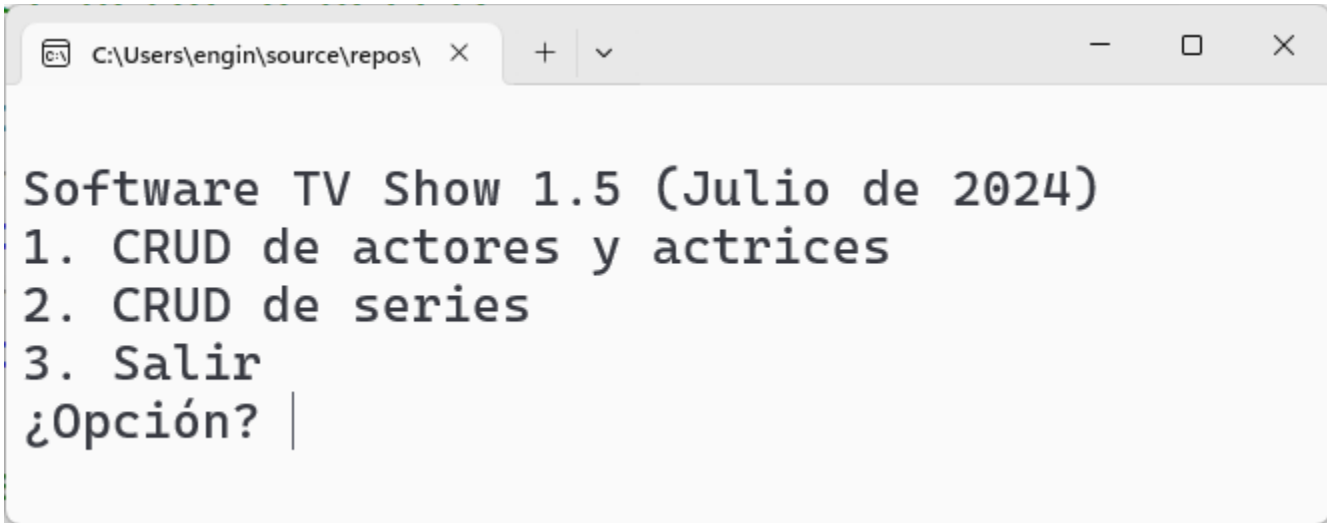 C:\Users\engin\source\repos\
Software TV Show 1.5 (Julio de 2024)
1. CRUD de actores y actrices
2. CRUD de series
3. Salir
¿Opción?